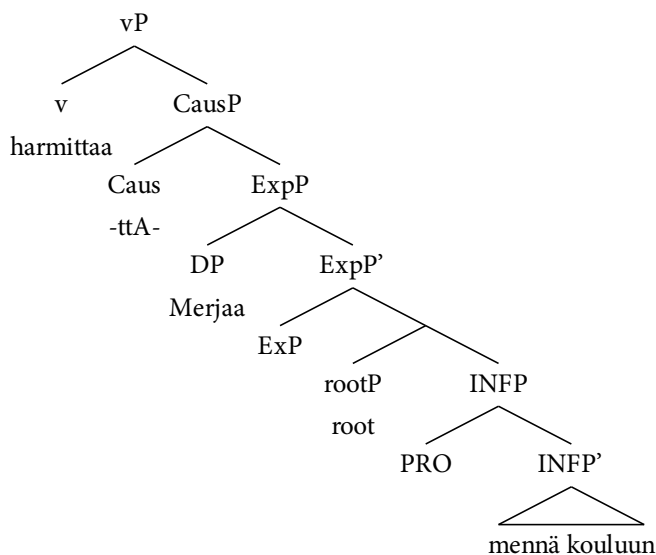 vP
v CausP
harmittaa
Caus ExpP
-ttA-
DP ExpP’
Merjaa
ExP
rootP INFP
root
PRO INFP’
mennä kouluun